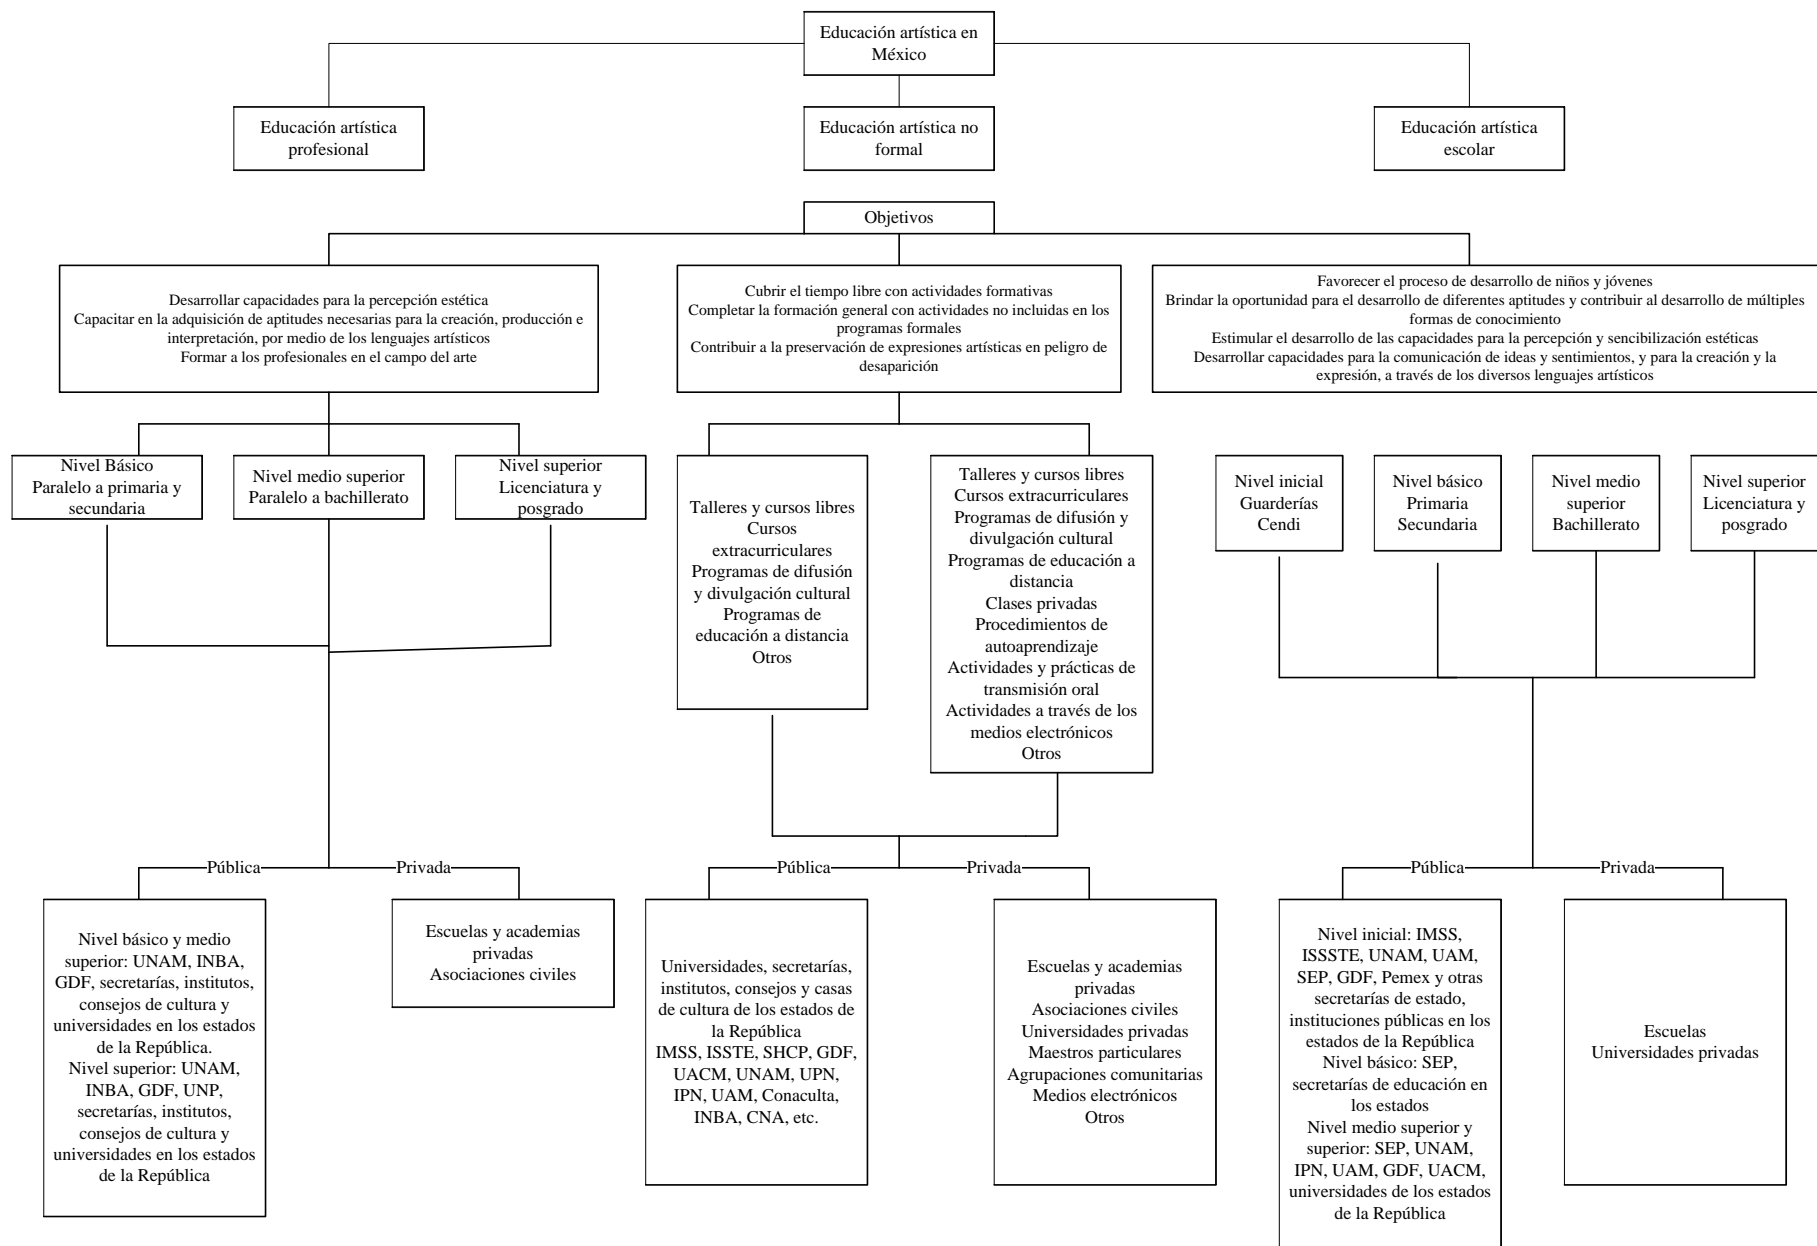 Educación artística en
México
Educación artística
profesional
Educación artística no
formal
Educación artística
escolar
Objetivos
Desarrollar capacidades para la percepción estética
Capacitar en la adquisición de aptitudes necesarias para la creación, producción e
interpretación, por medio de los lenguajes artísticos
Formar a los profesionales en el campo del arte
Cubrir el tiempo libre con actividades formativas
Completar la formación general con actividades no incluidas en los
programas formales
Contribuir a la preservación de expresiones artísticas en peligro de
desaparición
Favorecer el proceso de desarrollo de niños y jóvenes
Brindar la oportunidad para el desarrollo de diferentes aptitudes y contribuir al desarrollo de múltiples
formas de conocimiento
Estimular el desarrollo de las capacidades para la percepción y sencibilización estéticas
Desarrollar capacidades para la comunicación de ideas y sentimientos, y para la creación y la
expresión, a través de los diversos lenguajes artísticos
Nivel Básico
Paralelo a primaria y
secundaria
Nivel medio superior
Paralelo a bachillerato
Nivel superior
Licenciatura y
posgrado
Talleres y cursos libres
Cursos
extracurriculares
Programas de difusión
y divulgación cultural
Programas de
educación a distancia
Otros
Talleres y cursos libres
Cursos extracurriculares
Programas de difusión y
divulgación cultural
Programas de educación a
distancia
Clases privadas
Procedimientos de
autoaprendizaje
Actividades y prácticas de
transmisión oral
Actividades a través de los
medios electrónicos
Otros
Nivel inicial
Guarderías
Cendi
Nivel básico
Primaria
Secundaria
Nivel medio
superior
Bachillerato
Nivel superior
Licenciatura y
posgrado
Pública
Privada
Pública
Privada
Pública
Privada
Nivel básico y medio
superior: UNAM, INBA,
GDF, secretarías, institutos,
consejos de cultura y
universidades en los estados
de la República.
Nivel superior: UNAM,
INBA, GDF, UNP,
secretarías, institutos,
consejos de cultura y
universidades en los estados
de la República
Escuelas y academias
privadas
Asociaciones civiles
Universidades, secretarías,
institutos, consejos y casas
de cultura de los estados de
la República
IMSS, ISSTE, SHCP, GDF,
UACM, UNAM, UPN,
IPN, UAM, Conaculta,
INBA, CNA, etc.
Escuelas y academias
privadas
Asociaciones civiles
Universidades privadas
Maestros particulares
Agrupaciones comunitarias
Medios electrónicos
Otros
Nivel inicial: IMSS,
ISSSTE, UNAM, UAM,
SEP, GDF, Pemex y otras
secretarías de estado,
instituciones públicas en los
estados de la República
Nivel básico: SEP,
secretarías de educación en
los estados
Nivel medio superior y
superior: SEP, UNAM,
IPN, UAM, GDF, UACM,
universidades de los estados
de la República
Escuelas
Universidades privadas